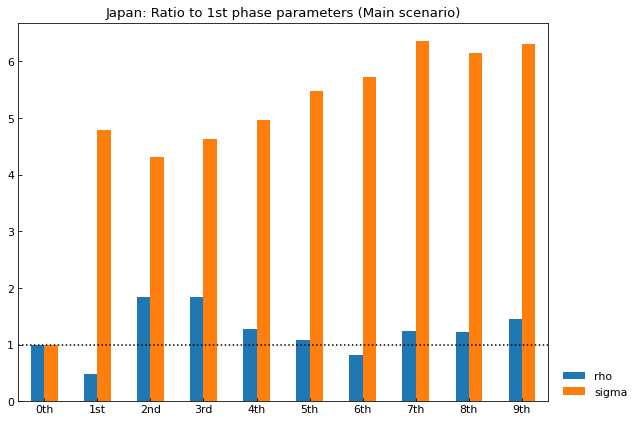 Japan: Ratio to 1st phase parameters (Main scenario)
6
5
4
3
2
1
0
0th 1st 2nd 3rd 4th 5th 6th 7th 8th 9th
rho
sigma